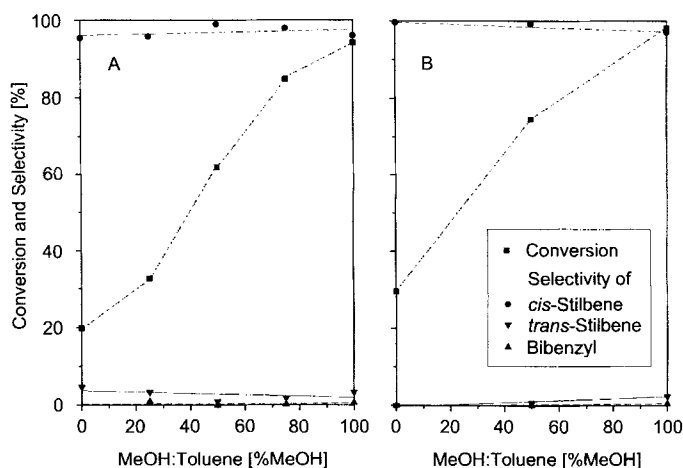 Conversion and Selectivity [%]
100
80
60
40
20
0
A
B
Conversion
Selectivity of
cis-Stilbene
trans-Stilbene
Bibenzyl
0 20 40 60 80 100
0 20 40 60 80 100
MeOH:Toluene [%MeOH]
MeOH:Toluene [%MeOH]